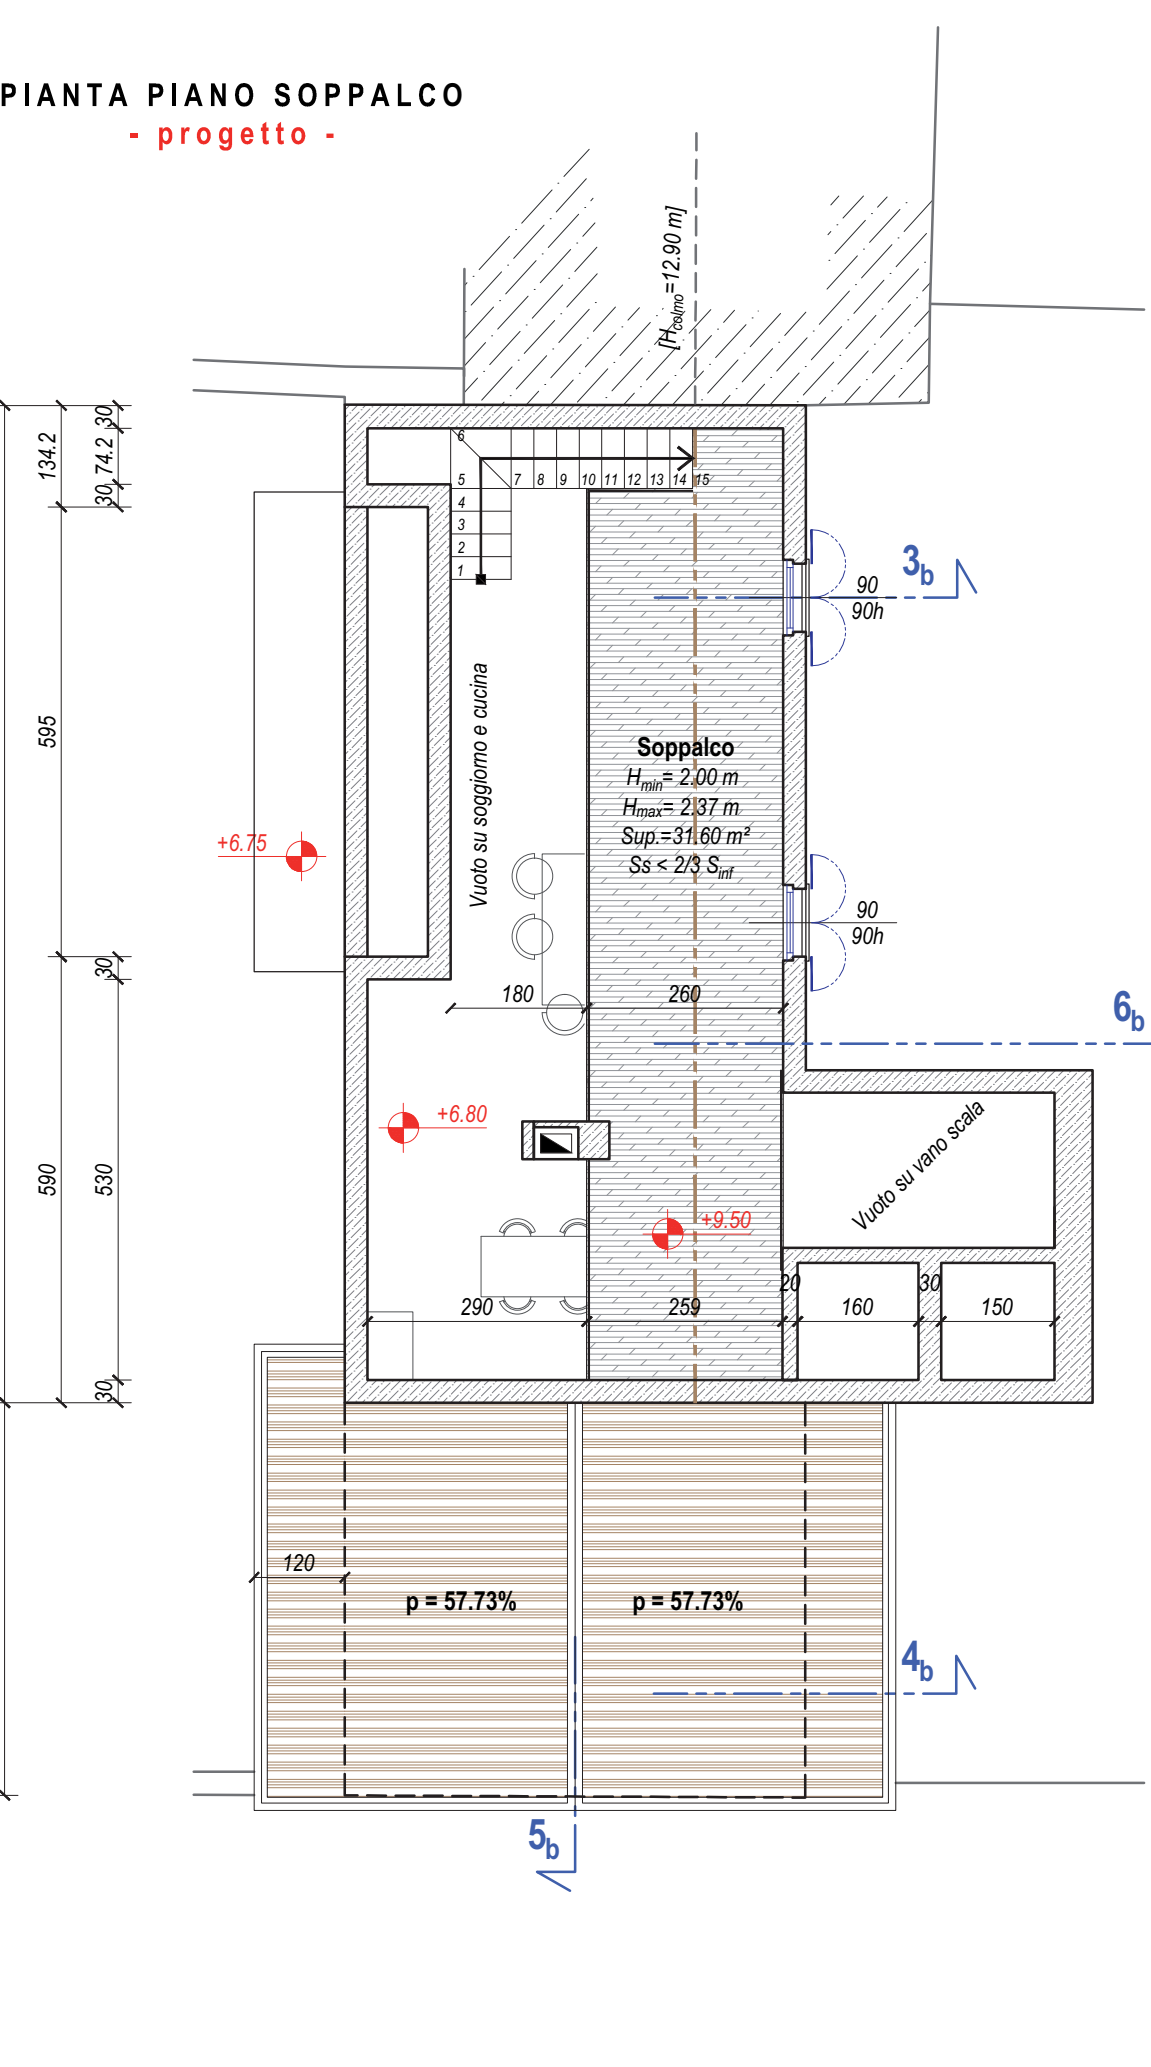 PIANTA PIANO SOPPALCO
- progetto -
[Hcolmo=12.90 m]
30
134.2
74.2
30
6
5
7
8
9
10
11
12
13
14
15
4
3
2
1
3b
90
90h
Vuoto su soggiorno e cucina
595
Soppalco
Hmin= 2.00 m
Hmax= 2.37 m
Sup.=31.60 m²
Ss < 2/3 Sinf
+6.75
90
90h
30
180
260
6b
+6.80
Vuoto su vano scala
590
530
+9.50
20
30
290
259
160
150
30
120
p = 57.73%
p = 57.73%
4b
5b